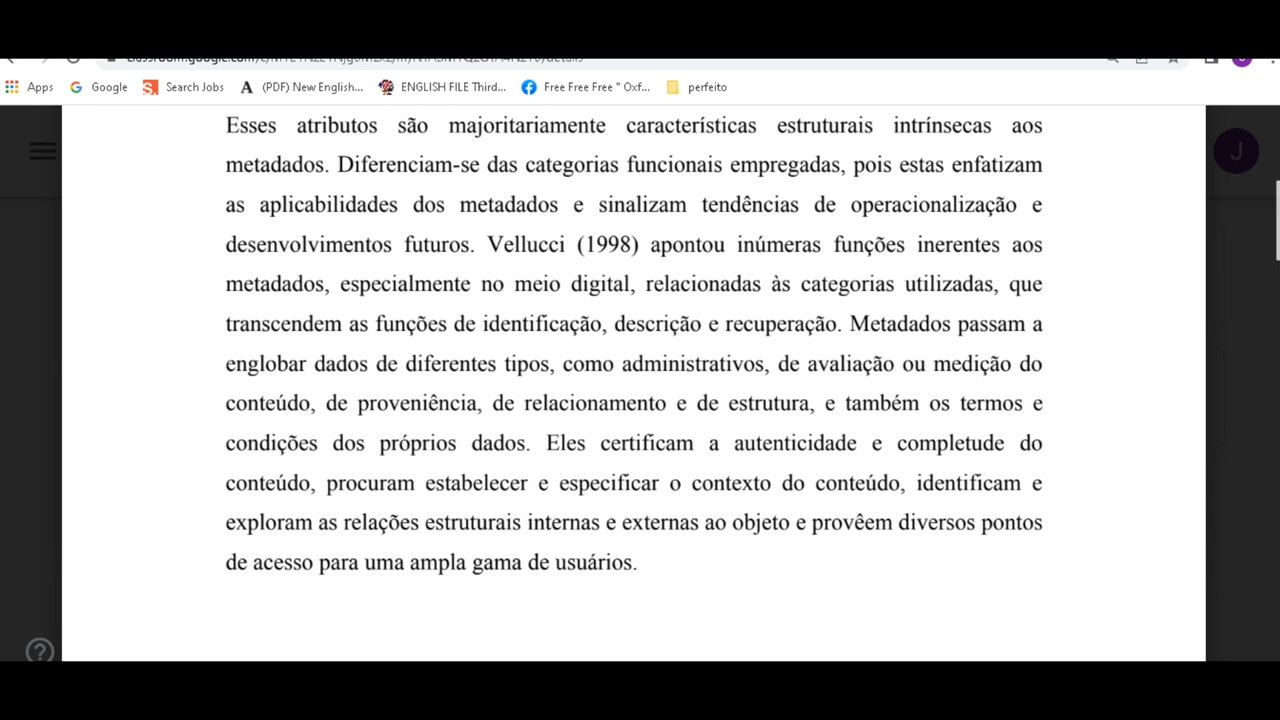 Apps
Google
Search Jobs
(PDF) New English...
ENGLISH FILE Third...
Free Free Free " Oxf...
perfeito
J
Esses atributos são majoritariamente características estruturais intrínsecas aos
metadados. Diferenciam-se das categorias funcionais empregadas, pois estas enfatizam
as aplicabilidades dos metadados e sinalizam tendências de operacionalização e
desenvolvimentos futuros. Vellucci (1998) apontou inúmeras funções inerentes aos
metadados, especialmente no meio digital, relacionadas às categorias utilizadas, que
transcendem as funções de identificação, descrição e recuperação. Metadados passam a
englobar dados de diferentes tipos, como administrativos, de avaliação ou medição do
conteúdo, de proveniência, de relacionamento e de estrutura, e também os termos e
condições dos próprios dados. Eles certificam a autenticidade e completude do
conteúdo, procuram estabelecer e especificar o contexto do conteúdo, identificam e
exploram as relações estruturais internas e externas ao objeto e provêem diversos pontos
de acesso para uma ampla gama de usuários.